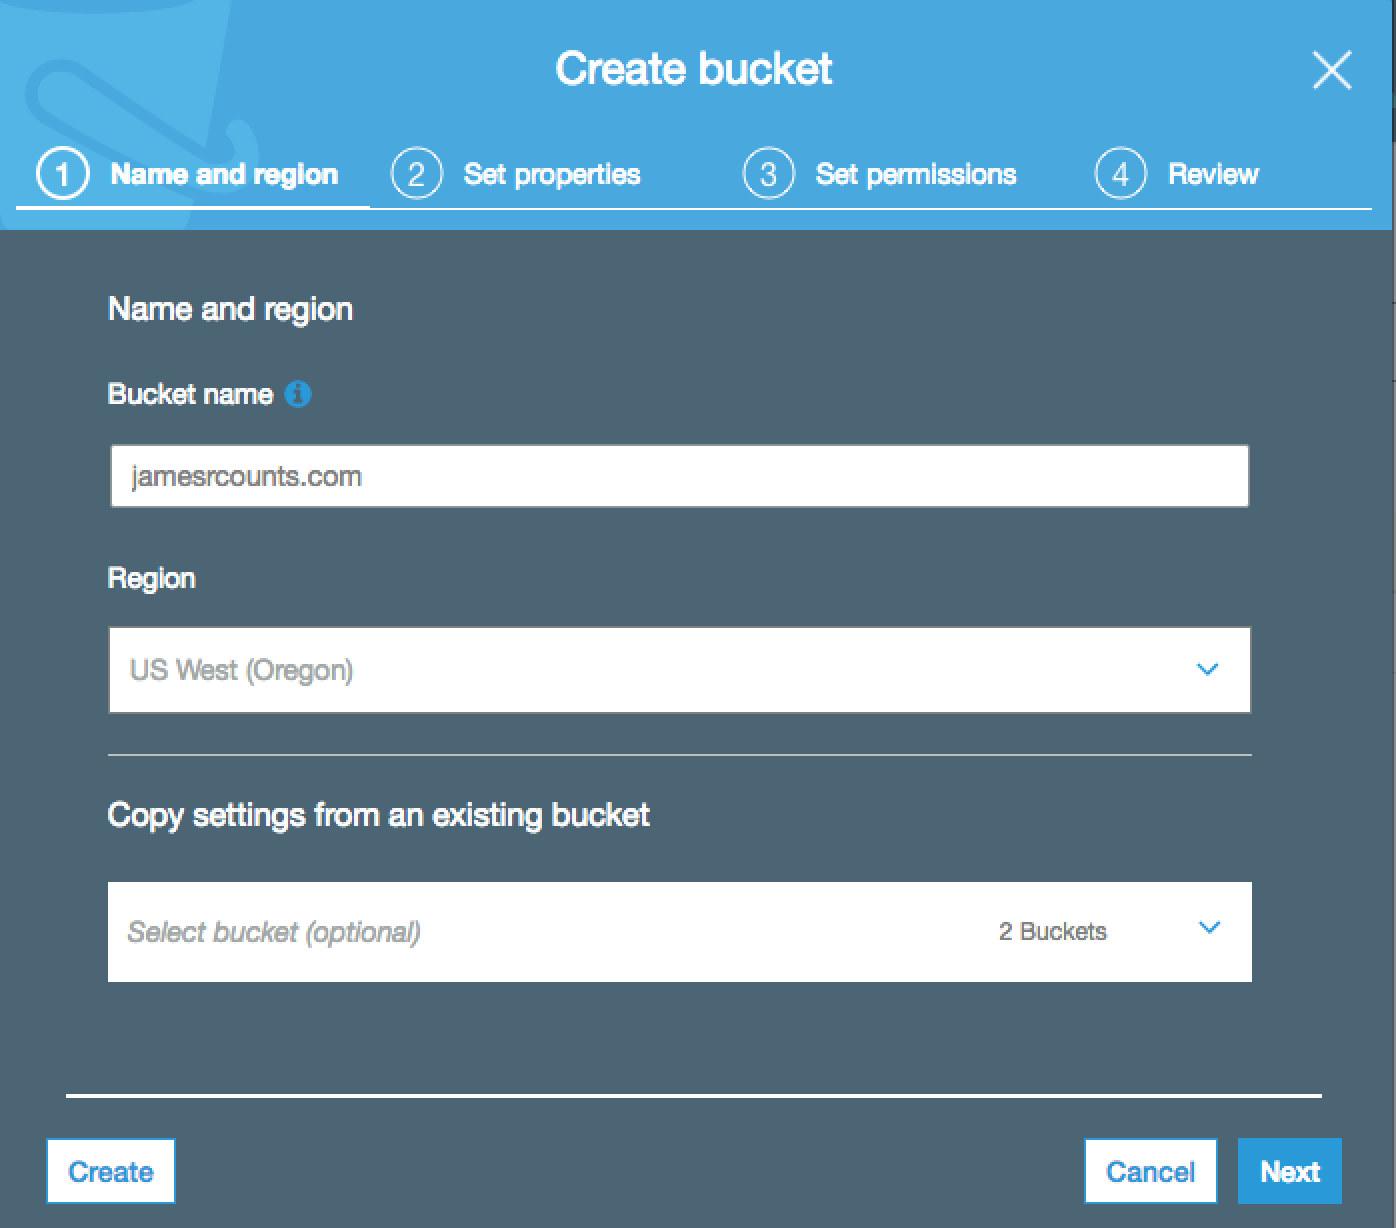 Create bucket
1 Name and region 2 Set properties 3 Set permissions 4 Review
Name and region
Bucket name
jamesrcounts.com
Region
US West (Oregon)
Copy settings from an existing bucket
Select bucket (optional) 2 Buckets
Create Cancel Next